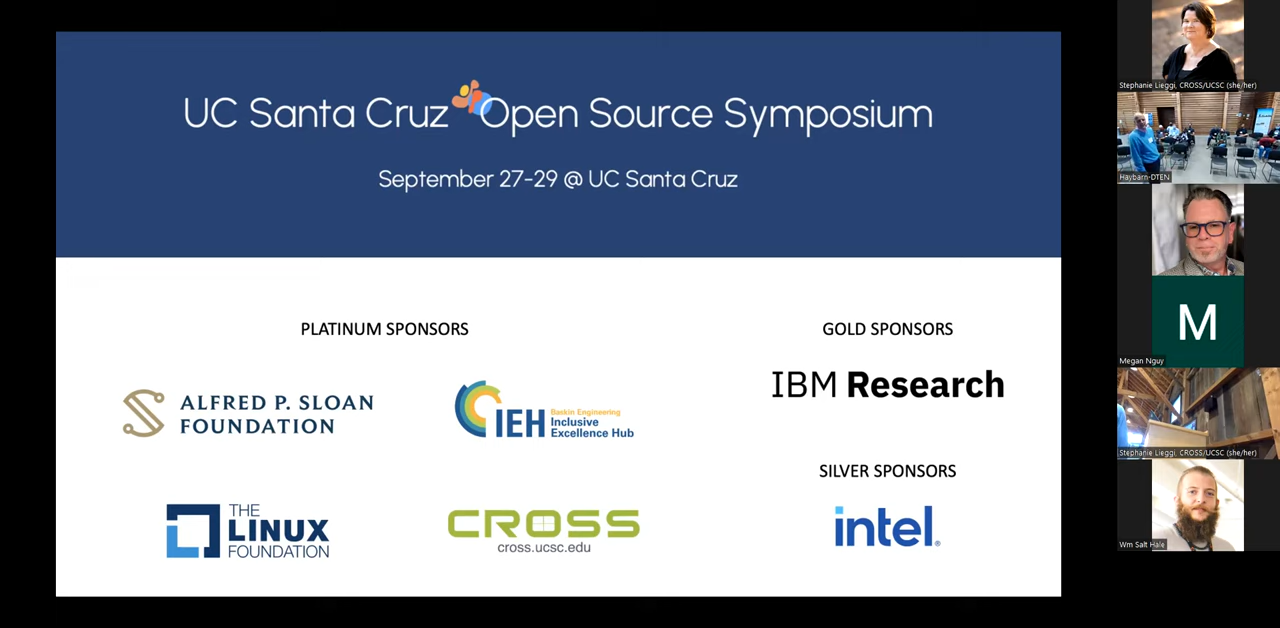 UC Santa Cruz Open Source Symposium
September 27-29 @ UC Santa Cruz
PLATINUM SPONSORS
ALFRED P. SLOAN
FOUNDATION
IEH
Baskin Engineering
Inclusive
Excellence Hub
THE
LINUX
FOUNDATION
CROSS
cross.ucsc.edu
GOLD SPONSORS
IBM Research
SILVER SPONSORS
intel®
Stephanie Lieggi, CROSS/UCSC (she/her)
Haybarn-DTEN
M
Megan Nguy
Stephanie Lieggi, CROSS/UCSC (she/her)
Wm Salt Hale